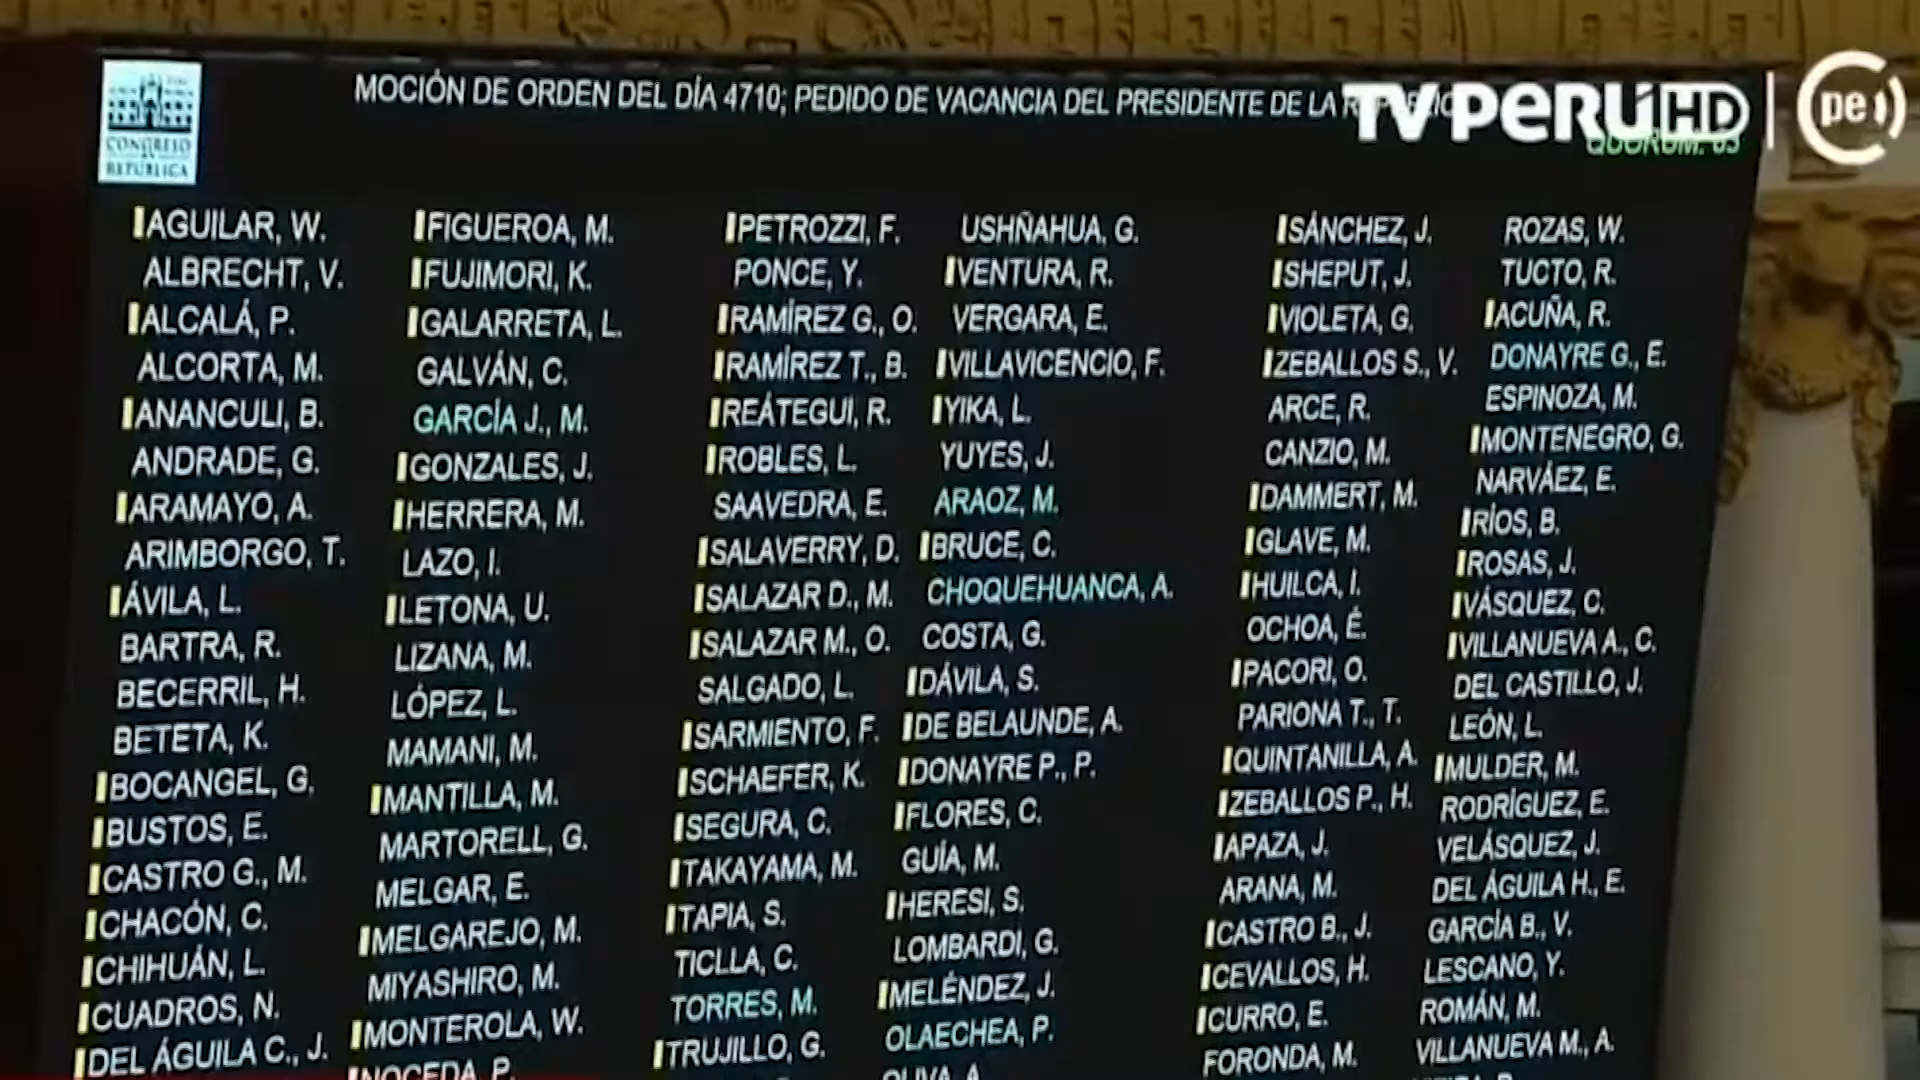 MOCIÓN DE ORDEN DEL DÍA 4710; PEDIDO DE VACANCIA DEL PRESIDENTE DE LA
TVPERÚ HD
pe
CONGRESO
REPÚBLICA
QUORUM:
AGUILAR, W.
ALBRECHT, V.
ALCALÁ, P.
ALCORTA, M.
ANANCULI, B.
ANDRADE, G.
ARAMAYO, A.
ARIMBORGO, T.
ÁVILA, L.
BARTRA, R.
BECERRIL, H.
BETETA, K.
BOCANGEL, G.
BUSTOS, E.
CASTRO G., M.
CHACÓN, C.
CHIHUÁN, L.
CUADROS, N.
DEL ÁGUILA C., J.
FIGUEROA, M.
FUJIMORI, K.
GALARRETA, L.
GALVÁN, C.
GARCÍA J., M.
GONZALES, J.
HERRERA, M.
LAZO, I.
LETONA, U.
LIZANA, M.
LÓPEZ, L.
MAMANI, M.
MANTILLA, M.
MARTORELL, G.
MELGAR, E.
MELGAREJO, M.
MIYASHIRO, M.
MONTEROLA, W.
NOCEDA, P.
PETROZZI, F.
PONCE, Y.
RAMÍREZ G., O.
RAMÍREZ T., B.
REÁTEGUI, R.
ROBLES, L.
SAAVEDRA, E.
SALAVERRY, D.
SALAZAR D., M.
SALAZAR M., O.
SALGADO, L.
SARMIENTO, F.
SCHAEFER, K.
SEGURA, C.
TAKAYAMA, M.
TAPIA, S.
TICLLA, C.
TORRES, M.
TRUJILLO, G.
USHÑAHUA, G.
VENTURA, R.
VERGARA, E.
VILLAVICENCIO, F.
YIKA, L.
YUYES, J.
ARAOZ, M.
BRUCE, C.
CHOQUEHUANCA, A.
COSTA, G.
DÁVILA, S.
DE BELAUNDE, A.
DONAYRE P., P.
FLORES, C.
GUÍA, M.
HERESI, S.
LOMBARDI, G.
MELÉNDEZ, J.
OLAECHEA, P.
OLIVA, A.
SÁNCHEZ, J.
SHEPUT, J.
VIOLETA, G.
ZEBALLOS S., V.
ARCE, R.
CANZIO, M.
DAMMERT, M.
GLAVE, M.
HUILCA, I.
OCHOA, E.
PACORI, O.
PARIONA T., T.
QUINTANILLA, A.
ZEBALLOS P., H.
APAZA, J.
ARANA, M.
CASTRO B., J.
CEVALLOS, H.
CURRO, E.
FORONDA, M.
ROZAS, W.
TUCTO, R.
ACUÑA, R.
DONAYRE G., E.
ESPINOZA, M.
MONTENEGRO, G.
NARVÁEZ, E.
RÍOS, B.
ROSAS, J.
VÁSQUEZ, C.
VILLANUEVA A., C.
DEL CASTILLO, J.
LEÓN, L.
MULDER, M.
RODRÍGUEZ, E.
VELÁSQUEZ, J.
DEL ÁGUILA H., E.
GARCÍA B., V.
LESCANO, Y.
ROMÁN, M.
VILLANUEVA M., A.